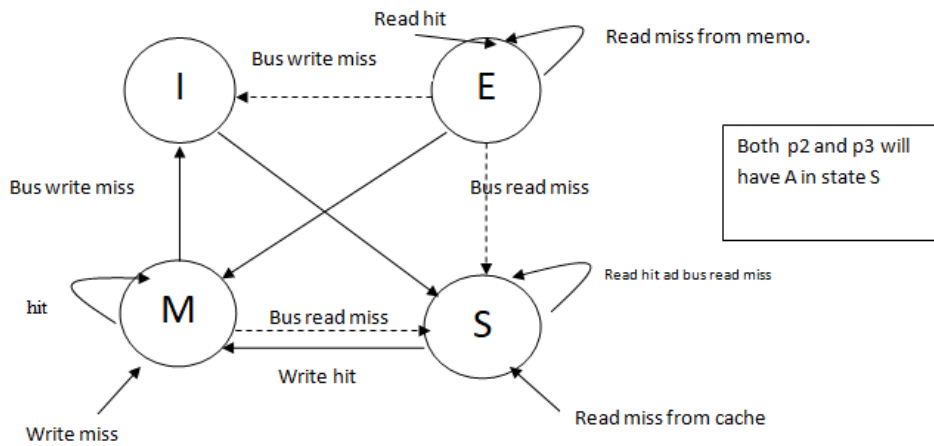 Read hit
Read miss from memo.
Bus write miss
I
E
Both p2 and p3 will
have A in state S
Bus write miss
Bus read miss
Read hit ad bus read miss
hit
M
Bus read miss
S
Write hit
Read miss from cache
Write miss